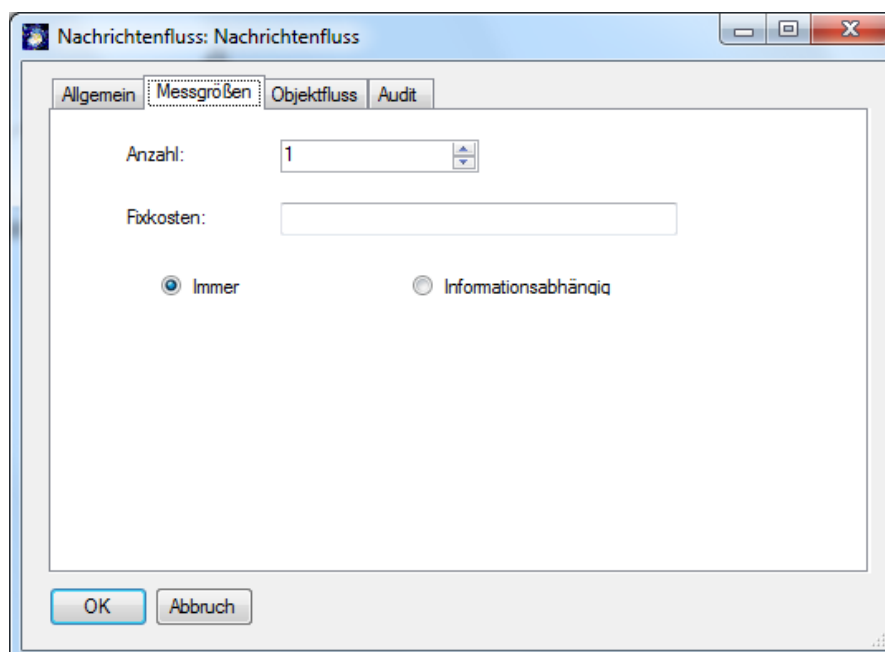 Nachrichtenfluss: Nachrichtenfluss
Allgemein Messgrößen Objektfluss Audit
Anzahl: 1
Fixkosten:
Immer Informationsabhängig
OK Abbruch